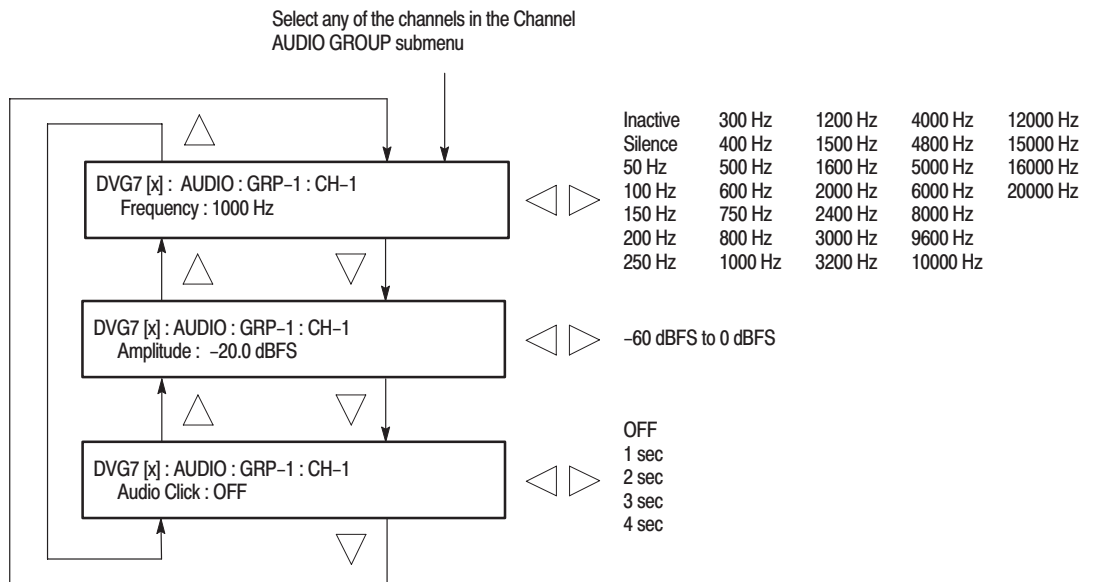 Select any of the channels in the Channel
AUDIO GROUP submenu
DVG7 [x] : AUDIO : GRP–1 : CH–1
Frequency : 1000 Hz
Inactive 300 Hz 1200 Hz 4000 Hz 12000 Hz
Silence 400 Hz 1500 Hz 4800 Hz 15000 Hz
50 Hz 500 Hz 1600 Hz 5000 Hz 16000 Hz
100 Hz 600 Hz 2000 Hz 6000 Hz 20000 Hz
150 Hz 750 Hz 2400 Hz 8000 Hz
200 Hz 800 Hz 3000 Hz 9600 Hz
250 Hz 1000 Hz 3200 Hz 10000 Hz
DVG7 [x] : AUDIO : GRP–1 : CH–1
Amplitude : –20.0 dBFS
–60 dBFS to 0 dBFS
DVG7 [x] : AUDIO : GRP–1 : CH–1
Audio Click : OFF
OFF
1 sec
2 sec
3 sec
4 sec